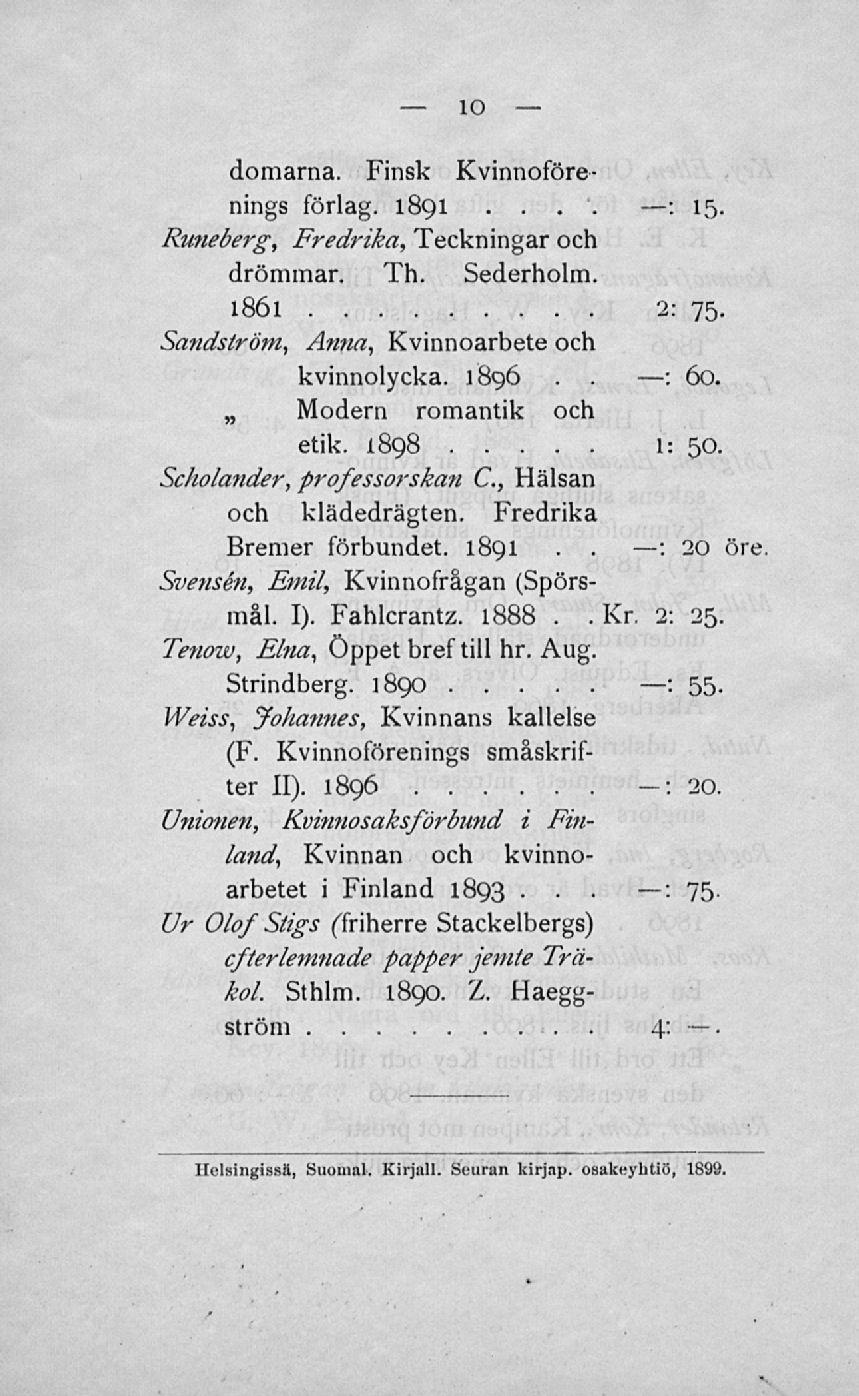 — 10 —
domarna. Finsk Kvinnoföre-
nings förlag. 1891 . . . . —: 15.
Runeberg, Fredrika, Teckningar och
drömmar. Th. Sederholm.
1861 . . . . . . . . . 2: 75.
Sandström, Anna, Kvinnoarbete och
kvinnolycka. 1896 . . —: 60.
„ Modern romantik och
etik. 1898 . . . . . 1: 50.
Scholander, professorskan C., Hälsan
och klädedrägten. Fredrika
Bremer förbundet. 1891 . . —: 20 öre.
Svensén, Emil, Kvinnofrågan (Spörs-
mål. I). Fahlcrantz. 1888 . . Kr. 2: 25.
Tenow, Elna, Öppet bref till hr. Aug.
Strindberg. 1890 . . . . . —: 55.
Weiss, Johannes, Kvinnans kallelse
(F. Kvinnoförenings småskrif-
ter II). 1896 . . . . . . —: 20.
Unionen, Kvinnosaksförbund i Fin-
land, Kvinnan och kvinno-
arbetet i Finland 1893 . . . —: 75.
Ur Olof Stigs (friherre Stackelbergs)
efterlemnade papper jemte Trä-
kol. Sthlm. 1890. Z. Haegg-
ström . . . . . . . . . 4: —.
Helsingissä, Suomal. Kirjall. Seuran kirjap. osakeyhtiö, 1899.